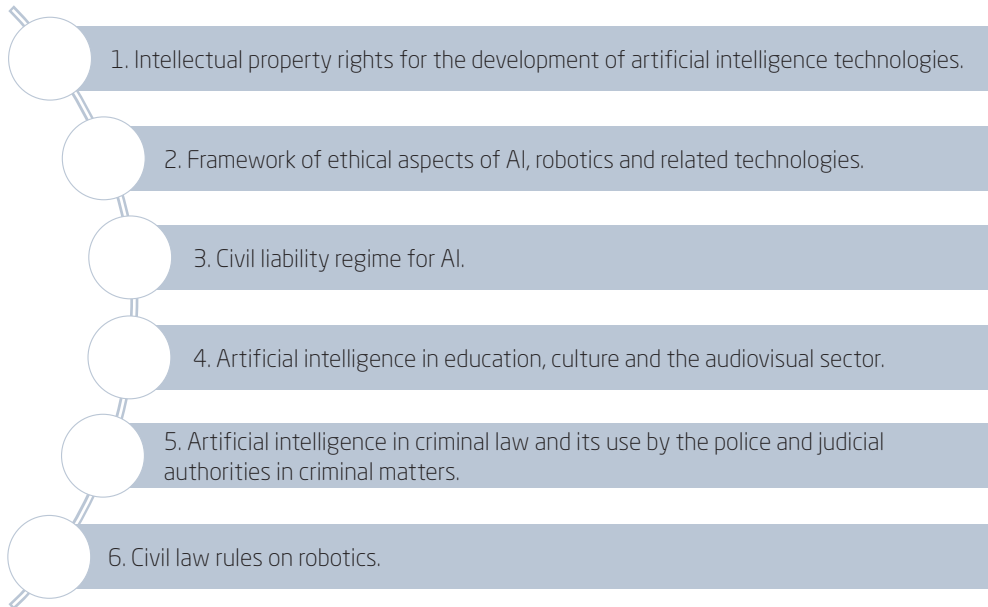 1. Intellectual property rights for the development of artificial intelligence technologies.
2. Framework of ethical aspects of AI, robotics and related technologies.
3. Civil liability regime for AI.
4. Artificial intelligence in education, culture and the audiovisual sector.
5. Artificial intelligence in criminal law and its use by the police and judicial
authorities in criminal matters.
6. Civil law rules on robotics.